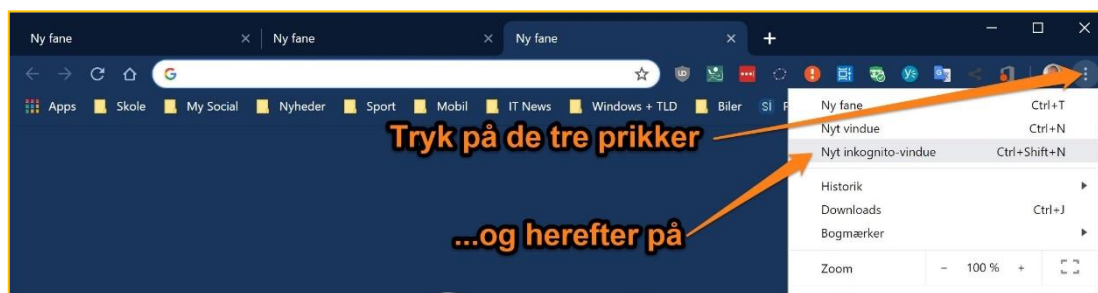 Ny fane
Ny fane
Ny fane
Apps Skole My Social Nyheder Sport Mobil IT News Windows + TLD Biler
Ny fane Ctrl+T
Nyt vindue Ctrl+N
Tryk på de tre prikker
Nyt inkognito-vindue Ctrl+Shift+N
Historik
Downloads Ctrl+J
...og herefter på
Bogmærker
Zoom - 100 % +